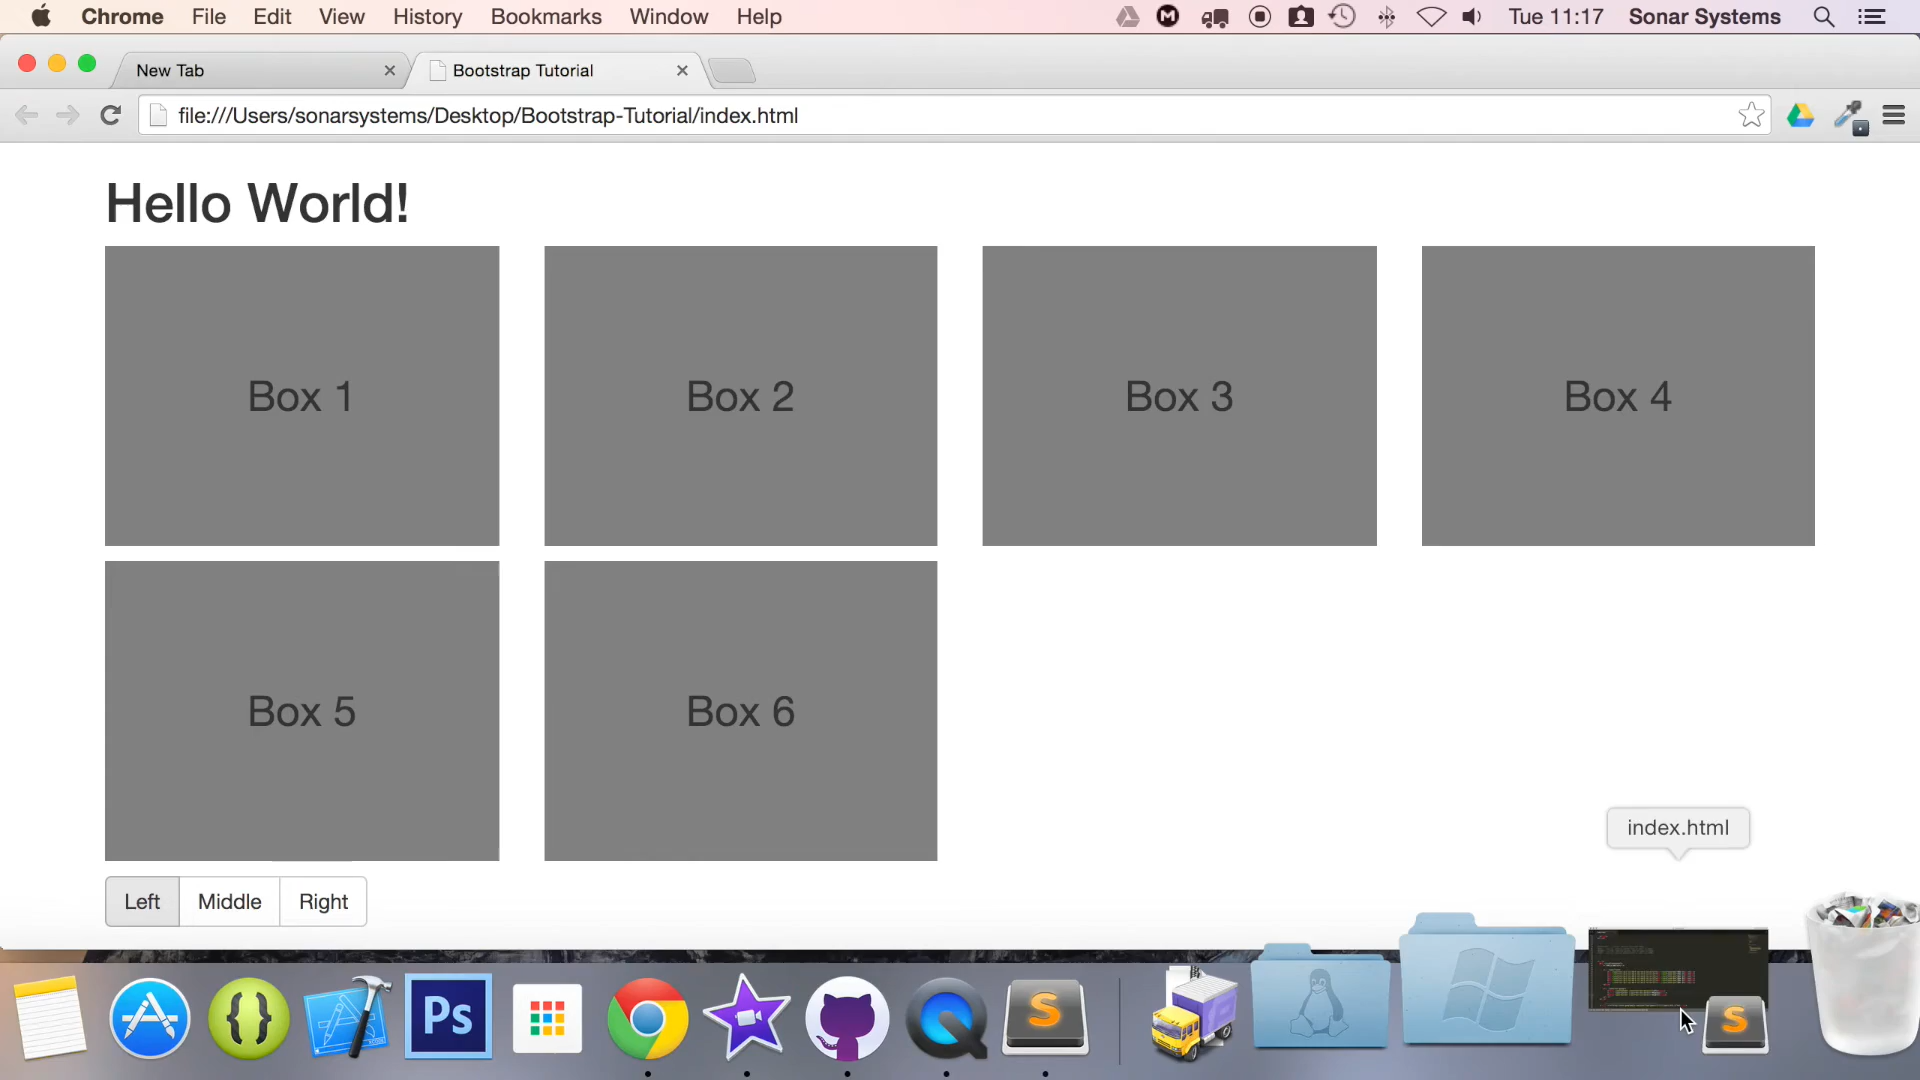 Chrome File Edit View History Bookmarks Window Help Tue 11:17 Sonar Systems
New Tab Bootstrap Tutorial
file:///Users/sonarsystems/Desktop/Bootstrap-Tutorial/index.html
Hello World!
Box 1 Box 2 Box 3 Box 4
Box 5 Box 6
index.html
Left Middle Right
Ps